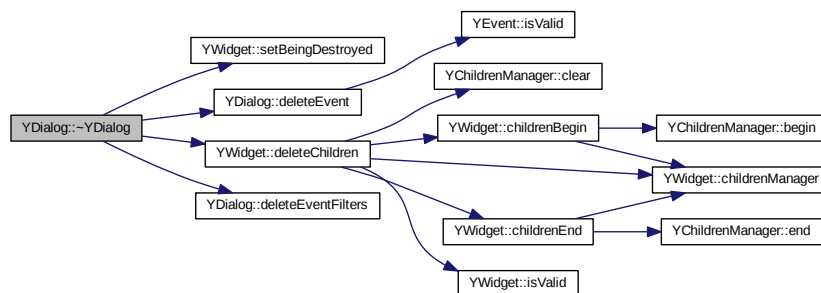 YEvent::isValid
YWidget::setBeingDestroyed
YChildrenManager::clear
YDialog::deleteEvent
YDialog::~YDialog
YWidget::childrenBegin
YChildrenManager::begin
YWidget::deleteChildren
YWidget::childrenManager
YDialog::deleteEventFilters
YWidget::childrenEnd
YChildrenManager::end
YWidget::isValid